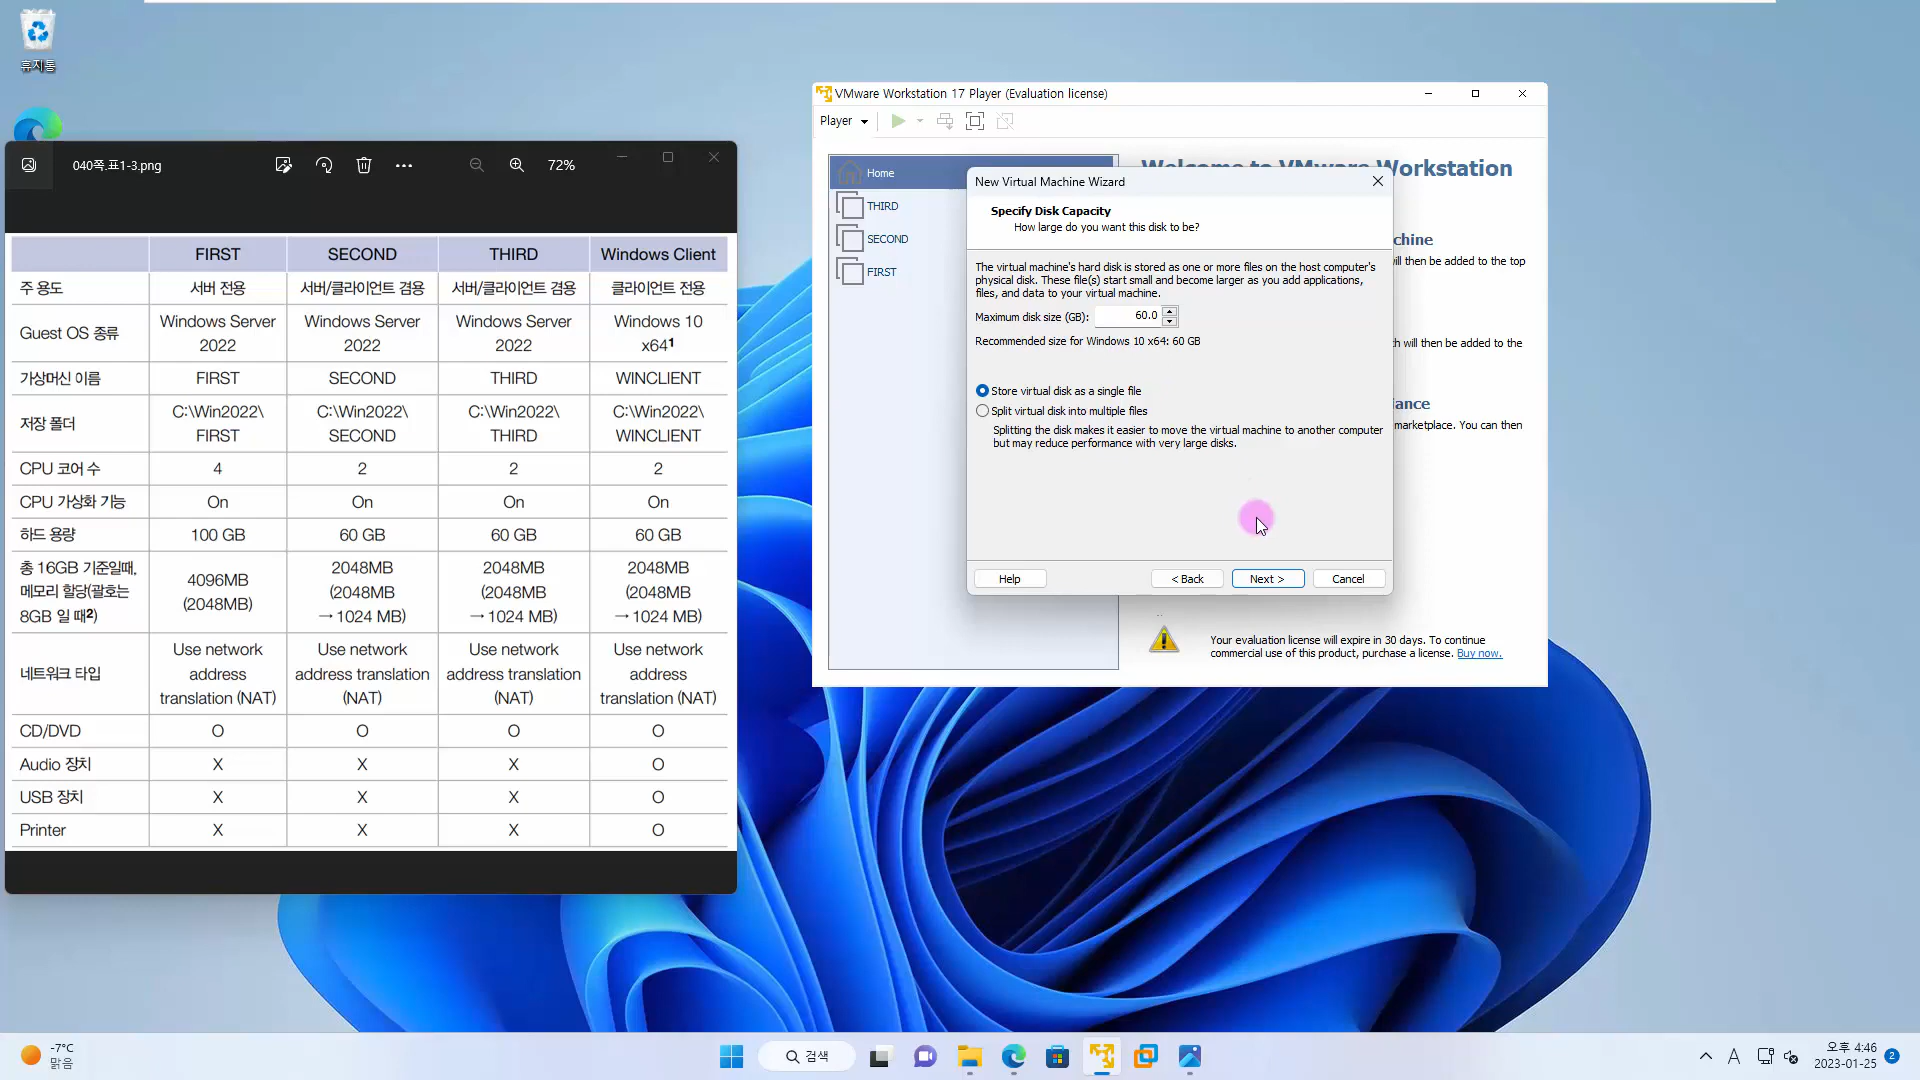 휴지통
040쪽.표1-3.png
72%
FIRST SECOND THIRD Windows Client
주 용도 서버 전용 서버/클라이언트 겸용 서버/클라이언트 겸용 클라이언트 전용
Guest OS 종류 Windows Server 2022 Windows Server 2022 Windows Server 2022 Windows 10 x64¹
가상머신 이름 FIRST SECOND THIRD WINCLIENT
저장 폴더 C:\Win2022\FIRST C:\Win2022\SECOND C:\Win2022\THIRD C:\Win2022\WINCLIENT
CPU 코어 수 4 2 2 2
CPU 가상화 기능 On On On On
하드 용량 100 GB 60 GB 60 GB 60 GB
총 16GB 기준일때, 메모리 할당(괄호는 8GB 일 때²) 4096MB (2048MB) 2048MB (2048MB → 1024 MB) 2048MB (2048MB → 1024 MB) 2048MB (2048MB → 1024 MB)
네트워크 타입 Use network address translation (NAT) Use network address translation (NAT) Use network address translation (NAT) Use network address translation (NAT)
CD/DVD O O O O
Audio 장치 X X X O
USB 장치 X X X O
Printer X X X O
VMware Workstation 17 Player (Evaluation license)
Player
Home
THIRD
SECOND
FIRST
Welcome to VMware Workstation
chine
ill then be added to the top
h will then be added to the
iance
marketplace. You can then
New Virtual Machine Wizard
Specify Disk Capacity
How large do you want this disk to be?
The virtual machine's hard disk is stored as one or more files on the host computer's
physical disk. These file(s) start small and become larger as you add applications,
files, and data to your virtual machine.
Maximum disk size (GB): 60.0
Recommended size for Windows 10 x64: 60 GB
Store virtual disk as a single file
Split virtual disk into multiple files
Splitting the disk makes it easier to move the virtual machine to another computer
but may reduce performance with very large disks.
Help < Back Next > Cancel
Your evaluation license will expire in 30 days. To continue
commercial use of this product, purchase a license. Buy now.
-7°C
맑음
검색
A
오후 4:46
2023-01-25
2